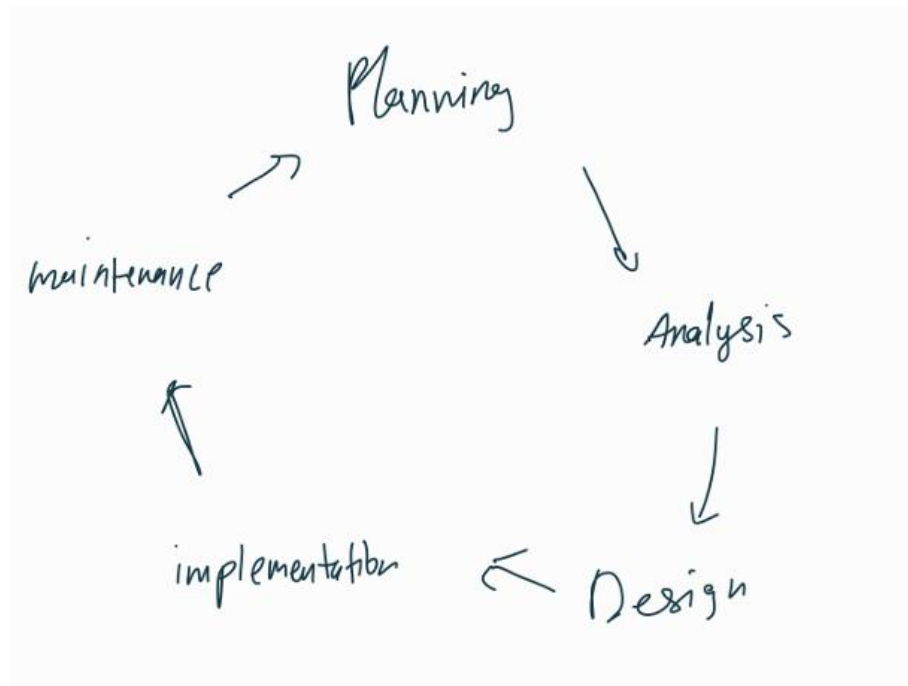 Planning
Analysis
Design
implementation
maintenance